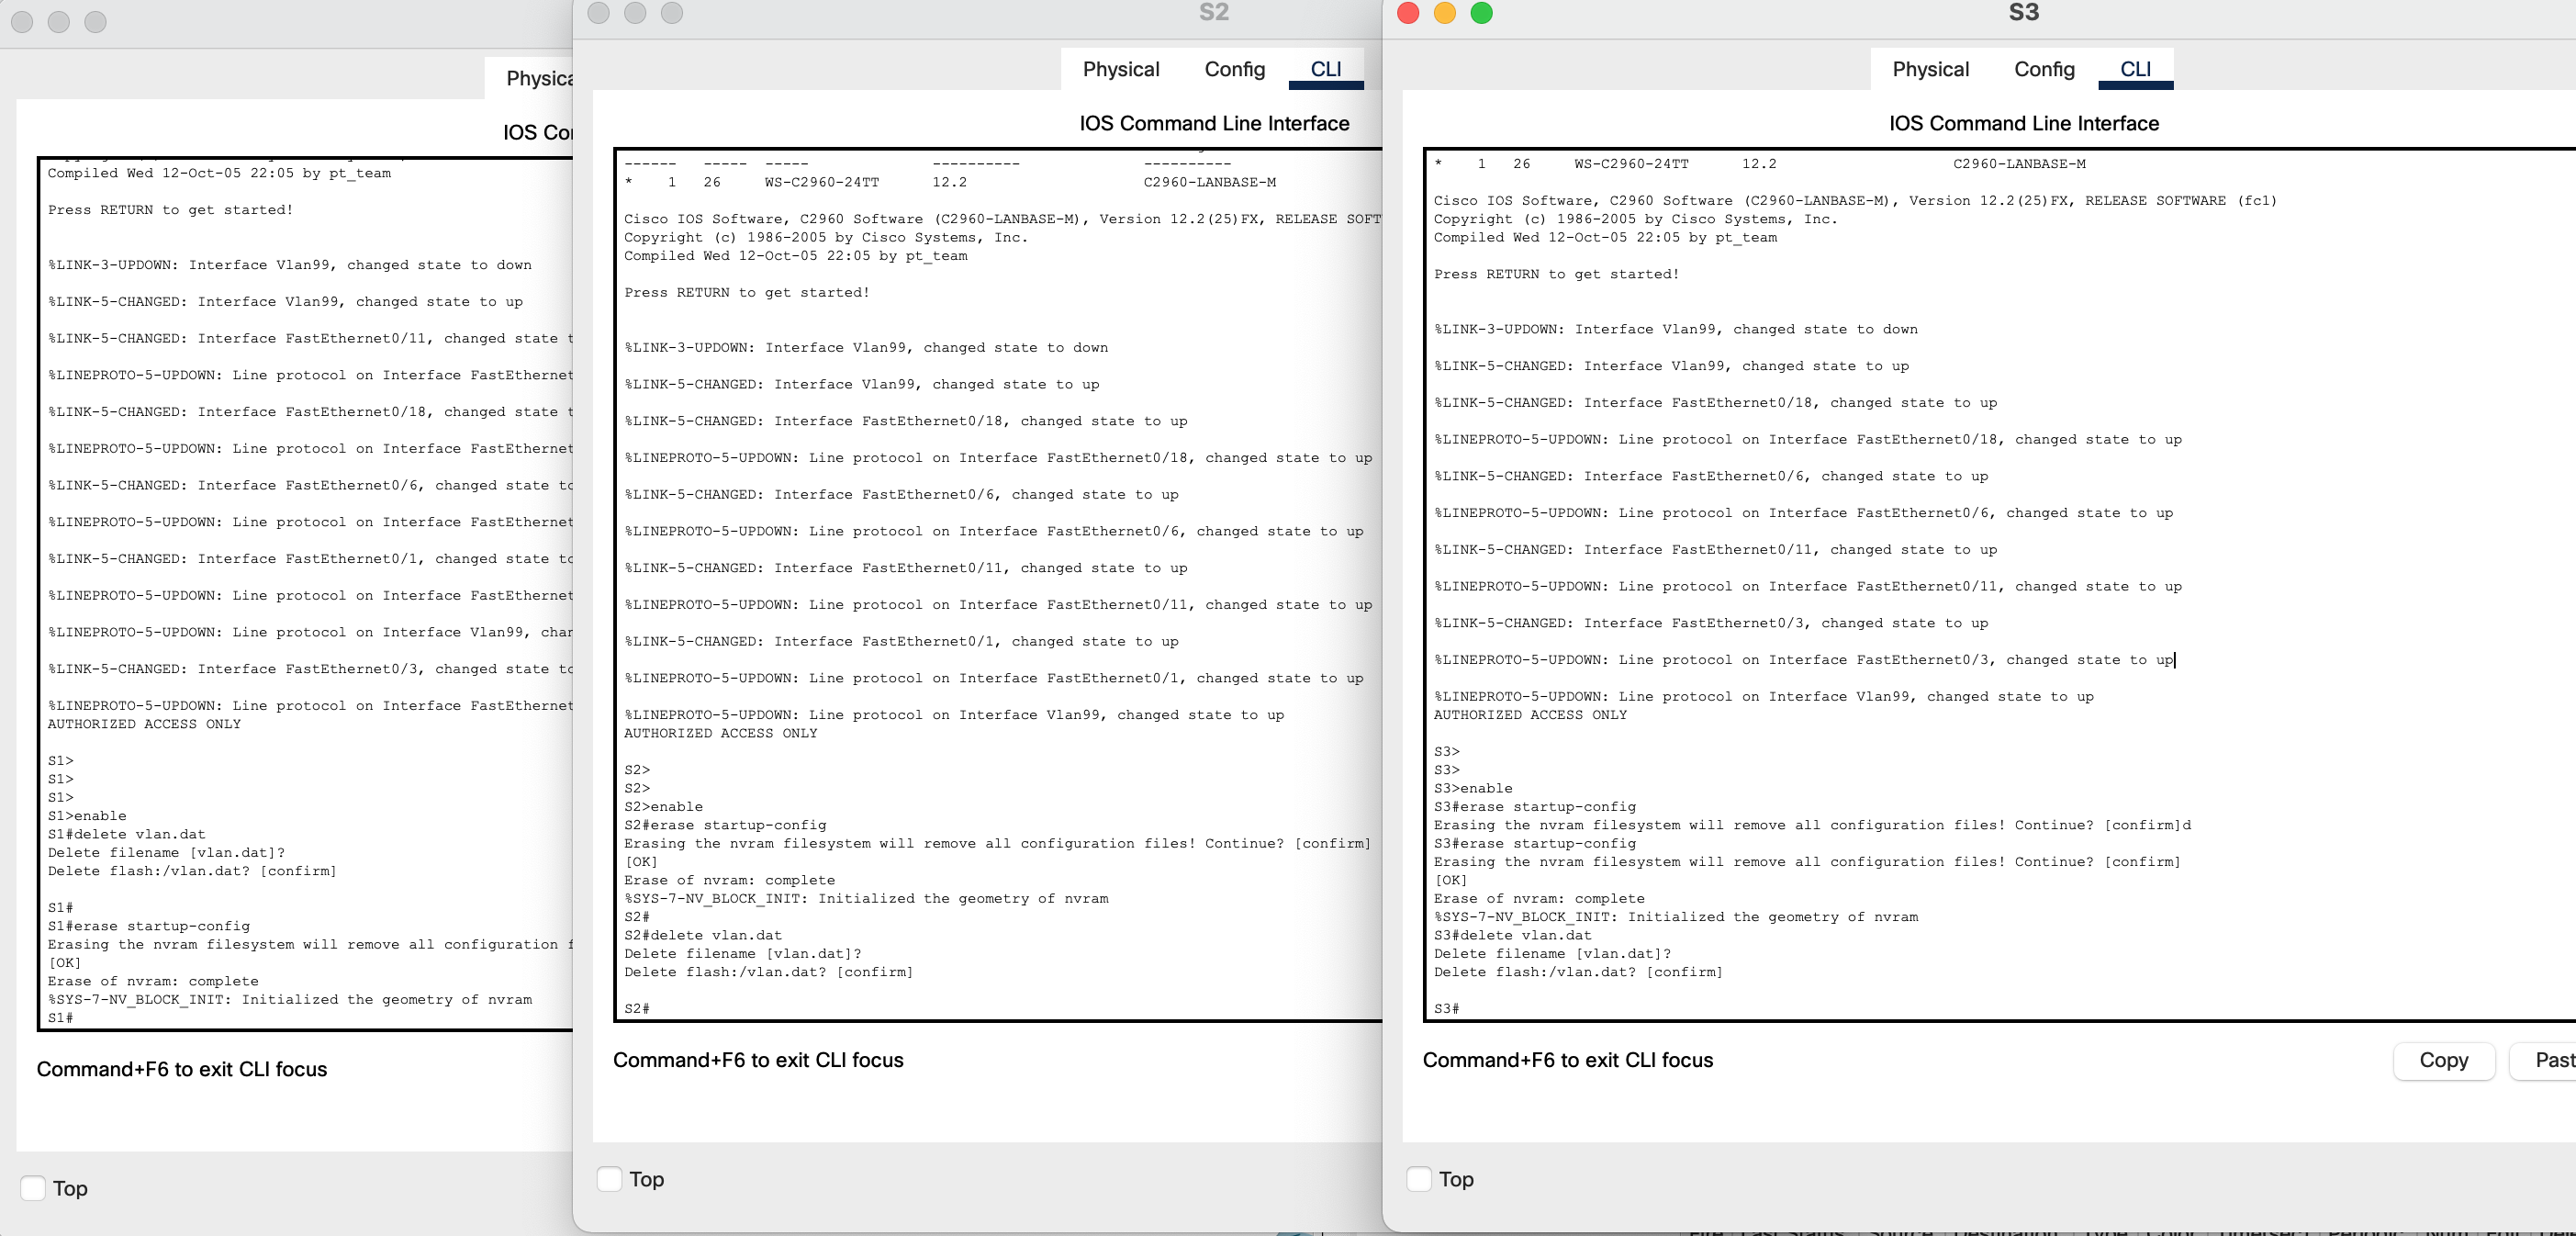 Physica
IOS Co
Compiled Wed 12-Oct-05 22:05 by pt_team
Press RETURN to get started!
%LINK-3-UPDOWN: Interface Vlan99, changed state to down
%LINK-5-CHANGED: Interface Vlan99, changed state to up
%LINK-5-CHANGED: Interface FastEthernet0/11, changed state t
%LINEPROTO-5-UPDOWN: Line protocol on Interface FastEthernet
%LINK-5-CHANGED: Interface FastEthernet0/18, changed state t
%LINEPROTO-5-UPDOWN: Line protocol on Interface FastEthernet
%LINK-5-CHANGED: Interface FastEthernet0/6, changed state to
%LINEPROTO-5-UPDOWN: Line protocol on Interface FastEthernet
%LINK-5-CHANGED: Interface FastEthernet0/1, changed state to
%LINEPROTO-5-UPDOWN: Line protocol on Interface FastEthernet
%LINEPROTO-5-UPDOWN: Line protocol on Interface Vlan99, chan
%LINK-5-CHANGED: Interface FastEthernet0/3, changed state to
%LINEPROTO-5-UPDOWN: Line protocol on Interface FastEthernet
AUTHORIZED ACCESS ONLY
S1>
S1>
S1>
S1>enable
S1#delete vlan.dat
Delete filename [vlan.dat]?
Delete flash:/vlan.dat? [confirm]
S1#
S1#erase startup-config
Erasing the nvram filesystem will remove all configuration f
[OK]
Erase of nvram: complete
%SYS-7-NV_BLOCK_INIT: Initialized the geometry of nvram
S1#
Command+F6 to exit CLI focus
Top
S2
Physical Config CLI
IOS Command Line Interface
------ ----- ----- ---------- ----------
* 1 26 WS-C2960-24TT 12.2 C2960-LANBASE-M
Cisco IOS Software, C2960 Software (C2960-LANBASE-M), Version 12.2(25)FX, RELEASE SOFT
Copyright (c) 1986-2005 by Cisco Systems, Inc.
Compiled Wed 12-Oct-05 22:05 by pt_team
Press RETURN to get started!
%LINK-3-UPDOWN: Interface Vlan99, changed state to down
%LINK-5-CHANGED: Interface Vlan99, changed state to up
%LINK-5-CHANGED: Interface FastEthernet0/18, changed state to up
%LINEPROTO-5-UPDOWN: Line protocol on Interface FastEthernet0/18, changed state to up
%LINK-5-CHANGED: Interface FastEthernet0/6, changed state to up
%LINEPROTO-5-UPDOWN: Line protocol on Interface FastEthernet0/6, changed state to up
%LINK-5-CHANGED: Interface FastEthernet0/11, changed state to up
%LINEPROTO-5-UPDOWN: Line protocol on Interface FastEthernet0/11, changed state to up
%LINK-5-CHANGED: Interface FastEthernet0/1, changed state to up
%LINEPROTO-5-UPDOWN: Line protocol on Interface FastEthernet0/1, changed state to up
%LINEPROTO-5-UPDOWN: Line protocol on Interface Vlan99, changed state to up
AUTHORIZED ACCESS ONLY
S2>
S2>
S2>enable
S2#erase startup-config
Erasing the nvram filesystem will remove all configuration files! Continue? [confirm]
[OK]
Erase of nvram: complete
%SYS-7-NV_BLOCK_INIT: Initialized the geometry of nvram
S2#
S2#delete vlan.dat
Delete filename [vlan.dat]?
Delete flash:/vlan.dat? [confirm]
S2#
Command+F6 to exit CLI focus
Top
S3
Physical Config CLI
IOS Command Line Interface
* 1 26 WS-C2960-24TT 12.2 C2960-LANBASE-M
Cisco IOS Software, C2960 Software (C2960-LANBASE-M), Version 12.2(25)FX, RELEASE SOFTWARE (fc1)
Copyright (c) 1986-2005 by Cisco Systems, Inc.
Compiled Wed 12-Oct-05 22:05 by pt_team
Press RETURN to get started!
%LINK-3-UPDOWN: Interface Vlan99, changed state to down
%LINK-5-CHANGED: Interface Vlan99, changed state to up
%LINK-5-CHANGED: Interface FastEthernet0/18, changed state to up
%LINEPROTO-5-UPDOWN: Line protocol on Interface FastEthernet0/18, changed state to up
%LINK-5-CHANGED: Interface FastEthernet0/6, changed state to up
%LINEPROTO-5-UPDOWN: Line protocol on Interface FastEthernet0/6, changed state to up
%LINK-5-CHANGED: Interface FastEthernet0/11, changed state to up
%LINEPROTO-5-UPDOWN: Line protocol on Interface FastEthernet0/11, changed state to up
%LINK-5-CHANGED: Interface FastEthernet0/3, changed state to up
%LINEPROTO-5-UPDOWN: Line protocol on Interface FastEthernet0/3, changed state to up
%LINEPROTO-5-UPDOWN: Line protocol on Interface Vlan99, changed state to up
AUTHORIZED ACCESS ONLY
S3>
S3>
S3>enable
S3#erase startup-config
Erasing the nvram filesystem will remove all configuration files! Continue? [confirm]d
S3#erase startup-config
Erasing the nvram filesystem will remove all configuration files! Continue? [confirm]
[OK]
Erase of nvram: complete
%SYS-7-NV_BLOCK_INIT: Initialized the geometry of nvram
S3#delete vlan.dat
Delete filename [vlan.dat]?
Delete flash:/vlan.dat? [confirm]
S3#
Command+F6 to exit CLI focus
Copy Past
Top